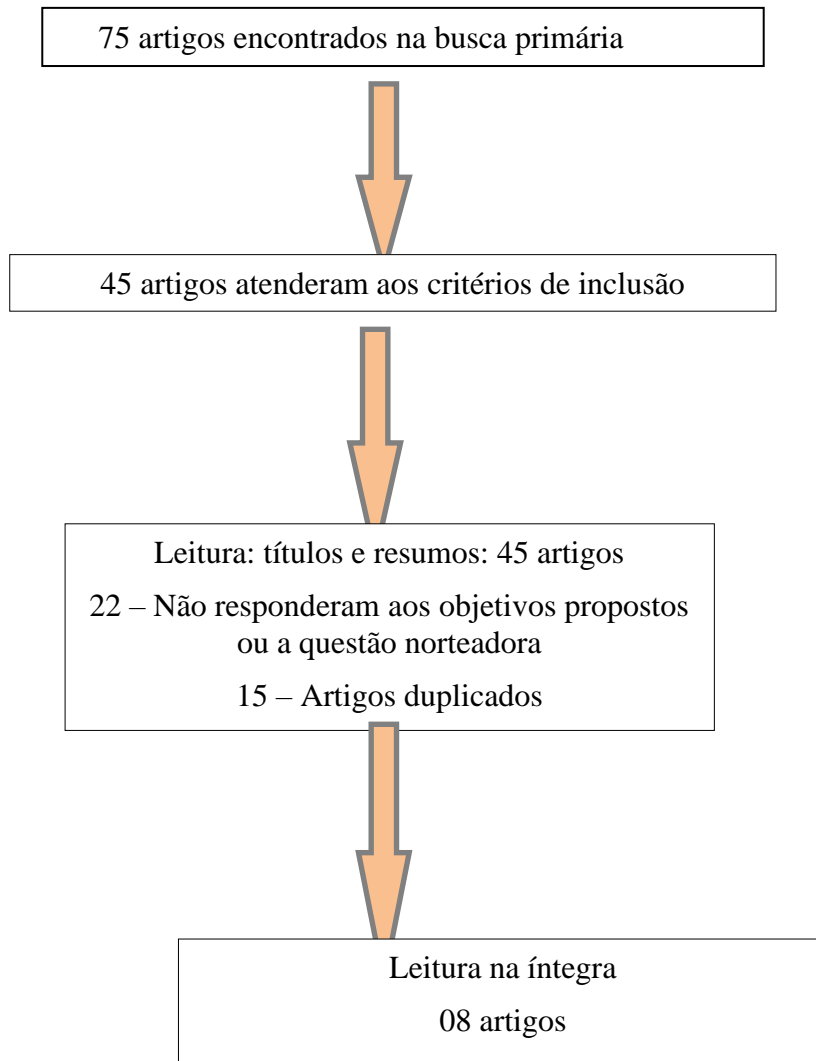 75 artigos encontrados na busca primária
45 artigos atenderam aos critérios de inclusão
Leitura: títulos e resumos: 45 artigos
22 – Não responderam aos objetivos propostos
ou a questão norteadora
15 – Artigos duplicados
Leitura na íntegra
08 artigos